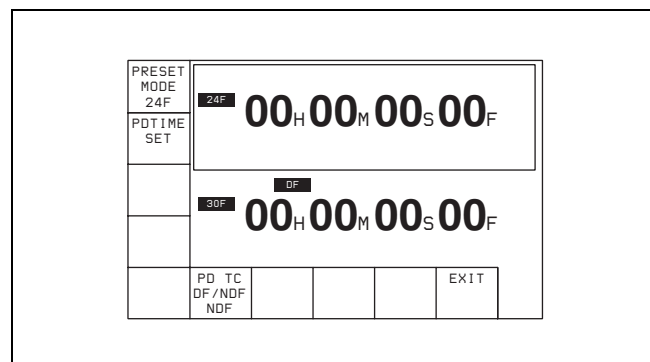 PRESET
MODE
24F
PDTIME
SET
24F
00H00M00S00F
DF
30F
00H00M00S00F
PD TC
DF/NDF
NDF
EXIT